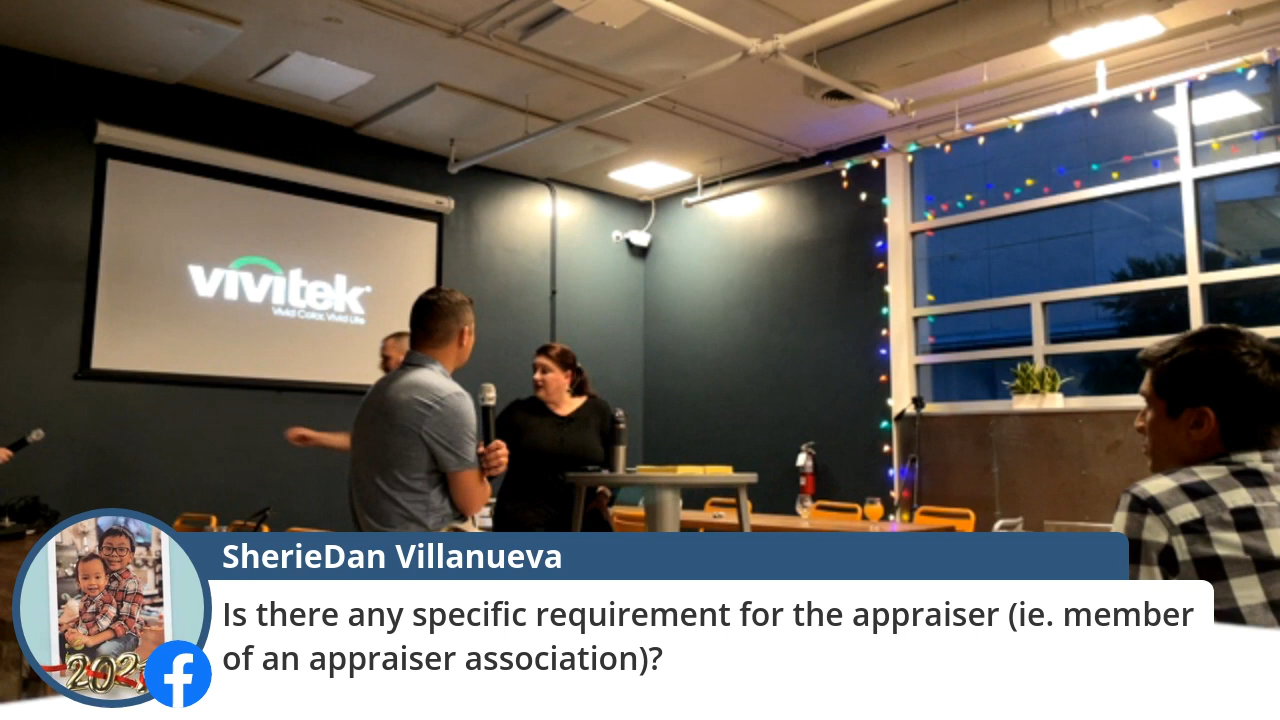 vivitek
Vivid Color, Vivid Life
SherieDan Villanueva
Is there any specific requirement for the appraiser (ie. member
of an appraiser association)?